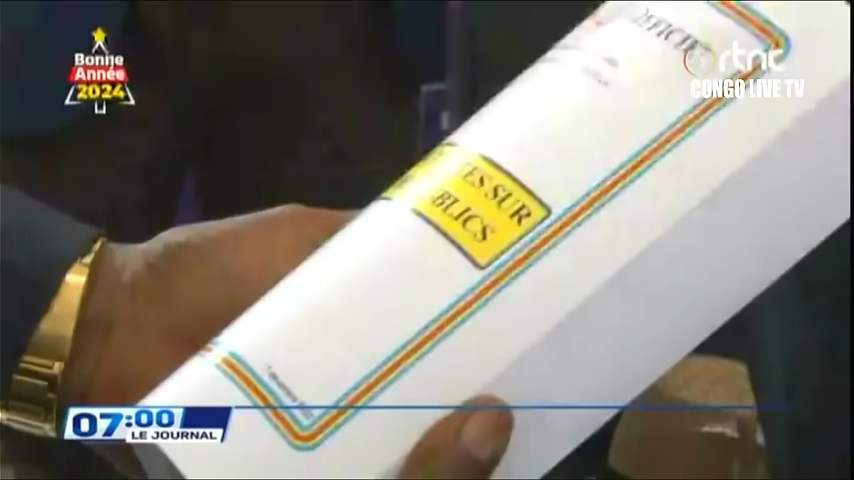 Bonne
Année
2024
rtnc
CONGO LIVE TV
TES SUR
BLICS
07:00
LE JOURNAL